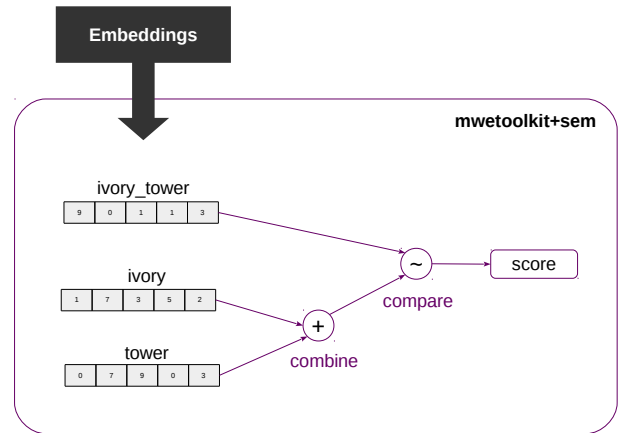 Embeddings
mwetoolkit+sem
ivory_tower
9 0 1 1 3
~
score
ivory
1 7 3 5 2
compare
+
tower
combine
0 7 9 0 3